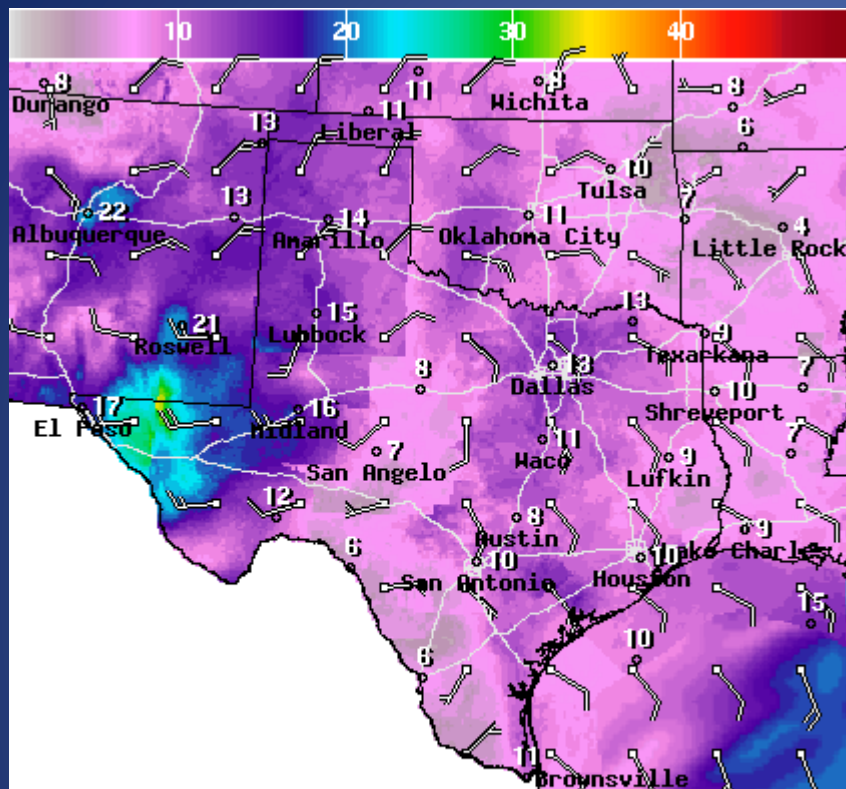 10 20 30 40
8
Durango
11
8
Wichita
8
11
Liberal
13
6
10
Tulsa
22
Albuquerque
13
14
Amarillo
11
Oklahoma City
7
4
Little Rock
21
Roswell
15
Lubbock
13
9
Texarkana
8
13
Dallas
10
Shreveport
7
17
El Paso
16
Midland
7
San Angelo
11
Waco
9
Lufkin
7
12
8
Austin
9
Lake Charles
6
10
San Antonio
10
Houston
15
10
6
11
Brownsville